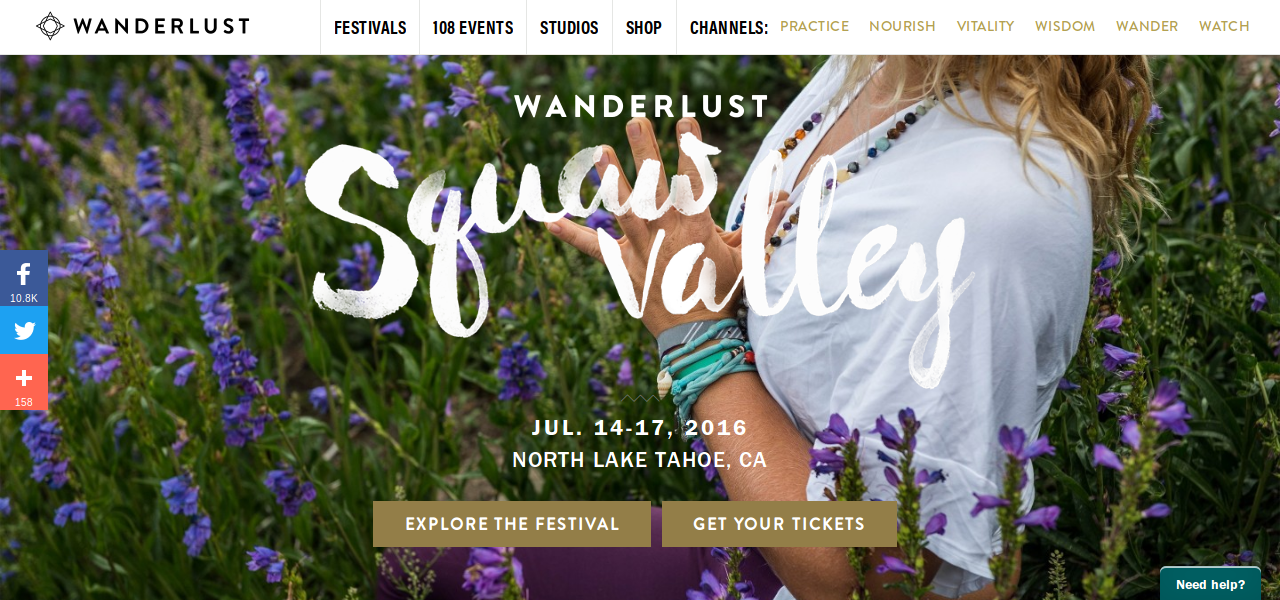 WANDERLUST
FESTIVALS
108 EVENTS
STUDIOS
SHOP
CHANNELS:
PRACTICE
NOURISH
VITALITY
WISDOM
WANDER
WATCH
WANDERLUST
Squaw
Valley
10.8K
158
JUL. 14-17, 2016
NORTH LAKE TAHOE, CA
EXPLORE THE FESTIVAL
GET YOUR TICKETS
Need help?